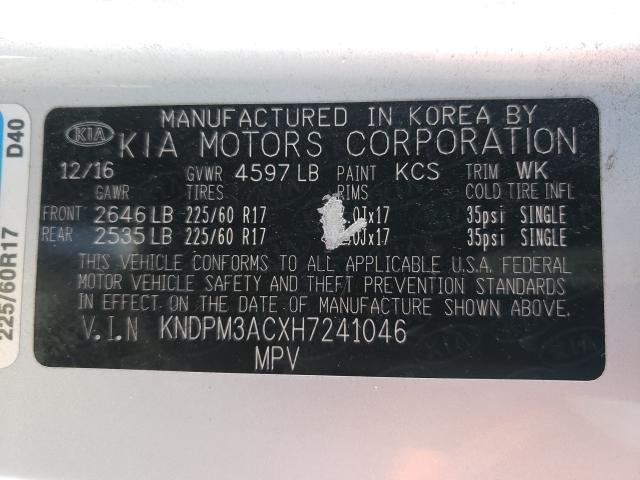 MANUFACTURED IN KOREA BY
KIA KIA MOTORS CORPORATION
12/16 GVWR 4597 LB PAINT KCS TRIM WK
GAWR TIRES RIMS COLD TIRE INFL
FRONT 2646 LB 225/60 R17 Jx17 35psi SINGLE
REAR 2535 LB 225/60 R17 Jx17 35psi SINGLE
THIS VEHICLE CONFORMS TO ALL APPLICABLE U.S.A. FEDERAL
MOTOR VEHICLE SAFETY AND THEFT PREVENTION STANDARDS
IN EFFECT ON THE DATE OF MANUFACTURE SHOWN ABOVE.
V.I.N KNDPM3ACXH7241046
MPV
225/60R17 D40